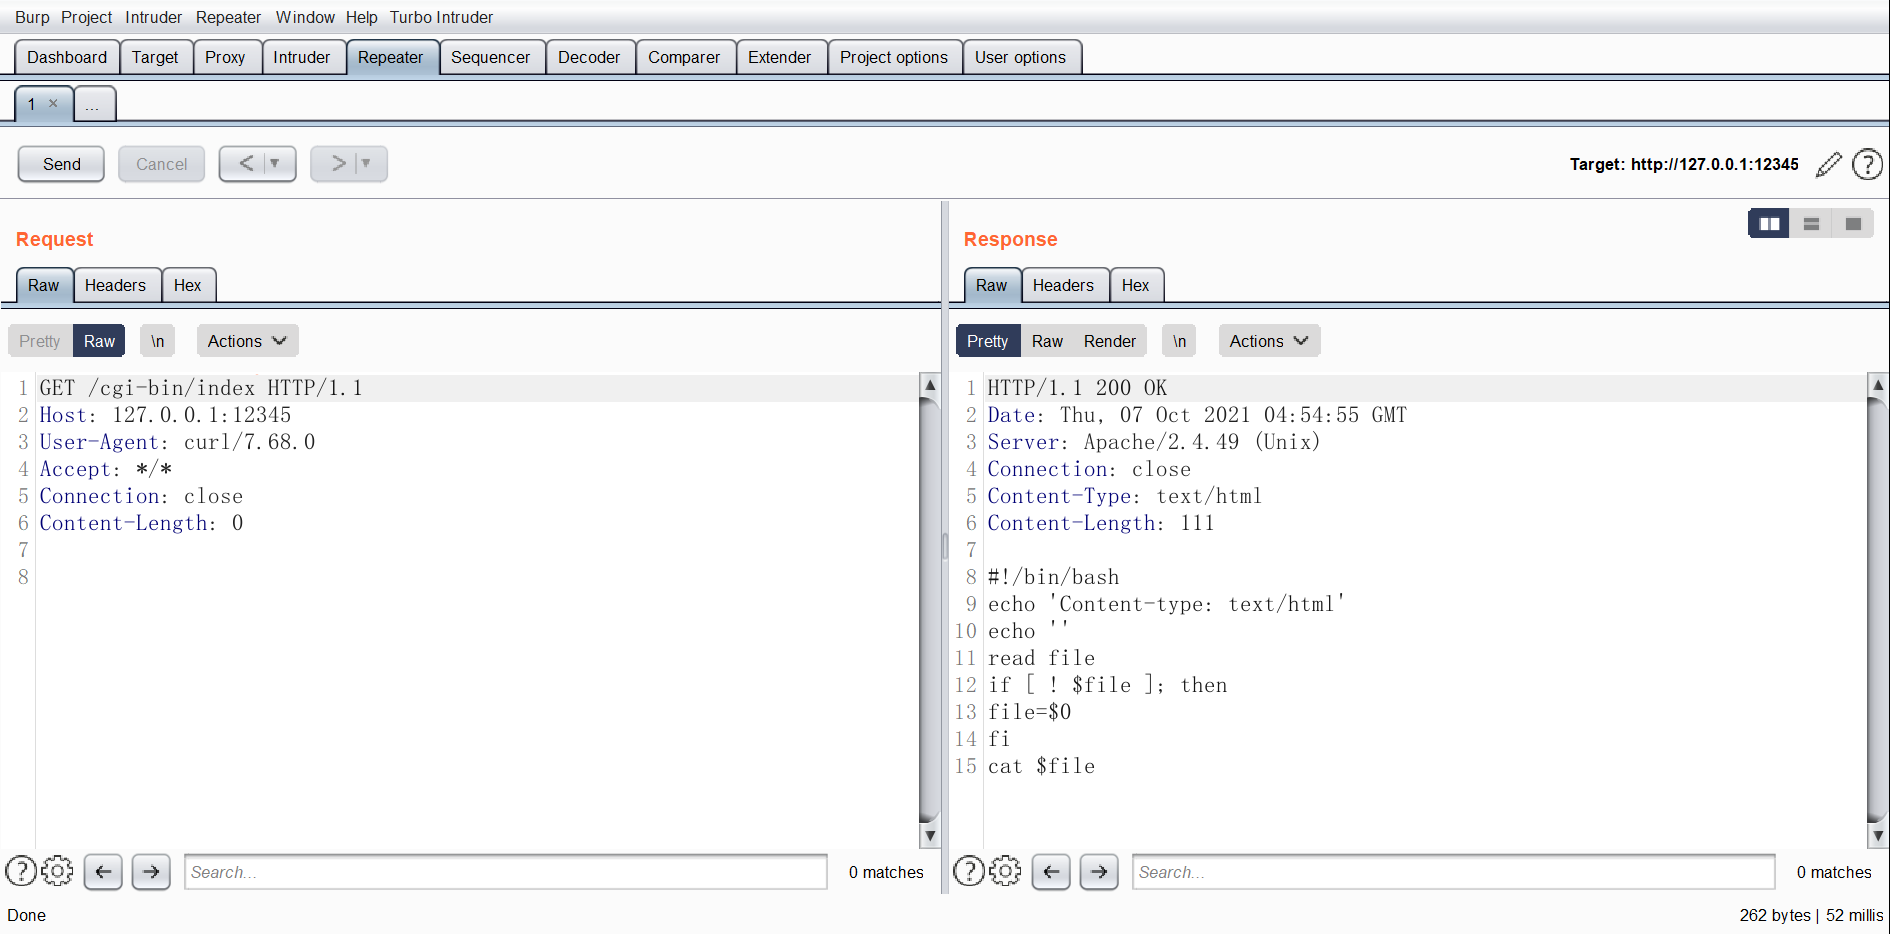 Burp Project Intruder Repeater Window Help Turbo Intruder
Dashboard Target Proxy Intruder Repeater Sequencer Decoder Comparer Extender Project options User options
1 × ...
Send Cancel < ▼ > ▼ Target: http://127.0.0.1:12345 ?
Request
Raw Headers Hex
Pretty Raw \n Actions
1 GET /cgi-bin/index HTTP/1.1
2 Host: 127.0.0.1:12345
3 User-Agent: curl/7.68.0
4 Accept: */*
5 Connection: close
6 Content-Length: 0
7
8
? ← → Search... 0 matches
Response
Raw Headers Hex
Pretty Raw Render \n Actions
1 HTTP/1.1 200 OK
2 Date: Thu, 07 Oct 2021 04:54:55 GMT
3 Server: Apache/2.4.49 (Unix)
4 Connection: close
5 Content-Type: text/html
6 Content-Length: 111
7
8 #!/bin/bash
9 echo 'Content-type: text/html'
10 echo ''
11 read file
12 if [ ! $file ]; then
13 file=$0
14 fi
15 cat $file
? ← → Search... 0 matches
Done 262 bytes | 52 millis